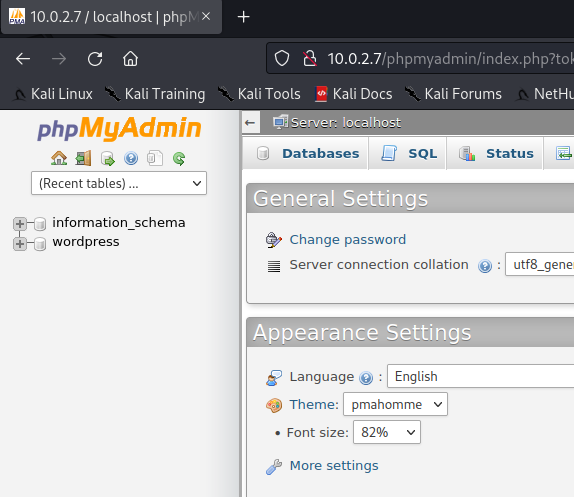 10.0.2.7 / localhost | phpM
10.0.2.7/phpmyadmin/index.php?tok
Kali Linux Kali Training Kali Tools Kali Docs Kali Forums NetHu
phpMyAdmin
(Recent tables) ...
information_schema
wordpress
Server: localhost
Databases SQL Status
General Settings
Change password
Server connection collation : utf8_gene
Appearance Settings
Language : English
Theme: pmahomme
• Font size: 82%
More settings